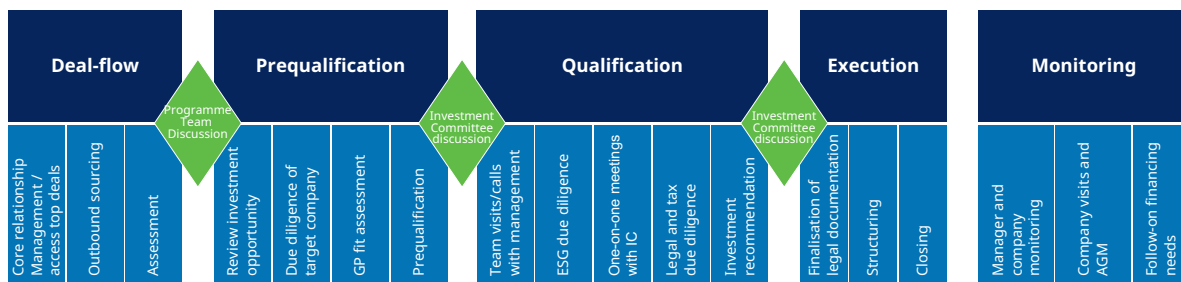 Deal-flow
Prequalification
Qualification
Execution
Monitoring
Programme
Team
Discussion
Investment
Committee
discussion
Investment
Committee
discussion
Core relationship
Management /
access top deals
Outbound sourcing
Assessment
Review investment
opportunity
Due diligence of
target company
GP fit assessment
Prequalification
Team visits/calls
with management
ESG due diligence
One-on-one meetings
with IC
Legal and tax
due diligence
Investment
recommendation
Finalisation of
legal documentation
Structuring
Closing
Manager and
company
monitoring
Company visits and
AGM
Follow-on financing
needs